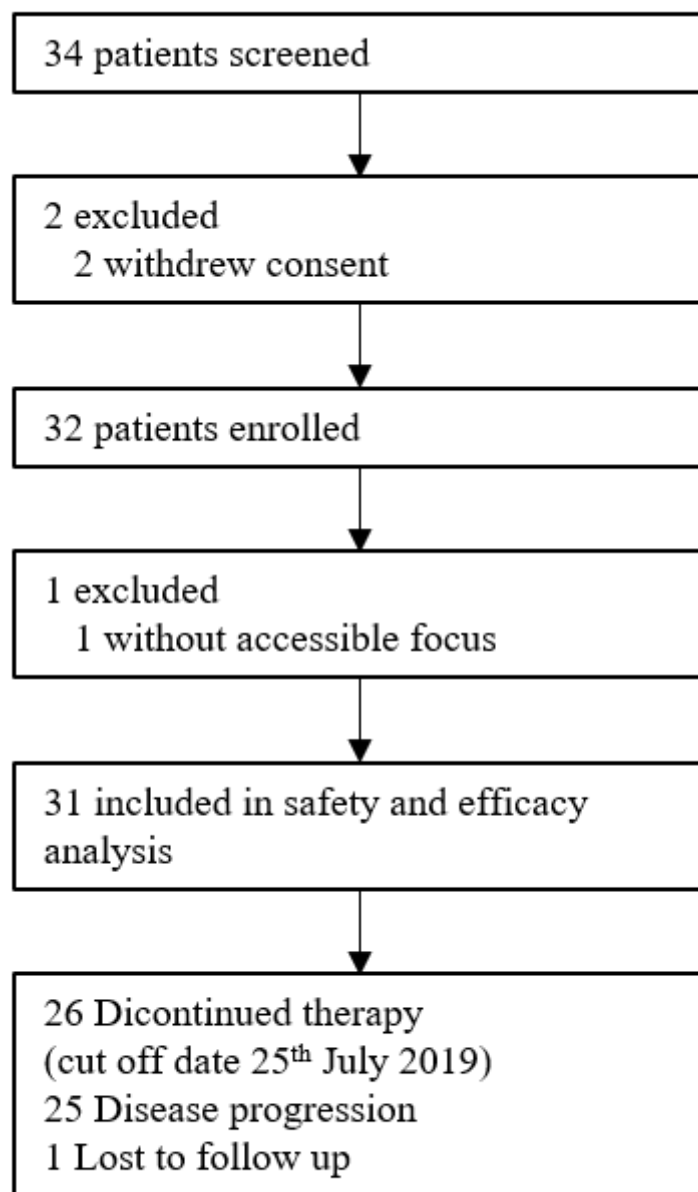 34 patients screened
2 excluded
2 withdrew consent
32 patients enrolled
1 excluded
1 without accessible focus
31 included in safety and efficacy
analysis
26 Dicontinued therapy
(cut off date 25th July 2019)
25 Disease progression
1 Lost to follow up